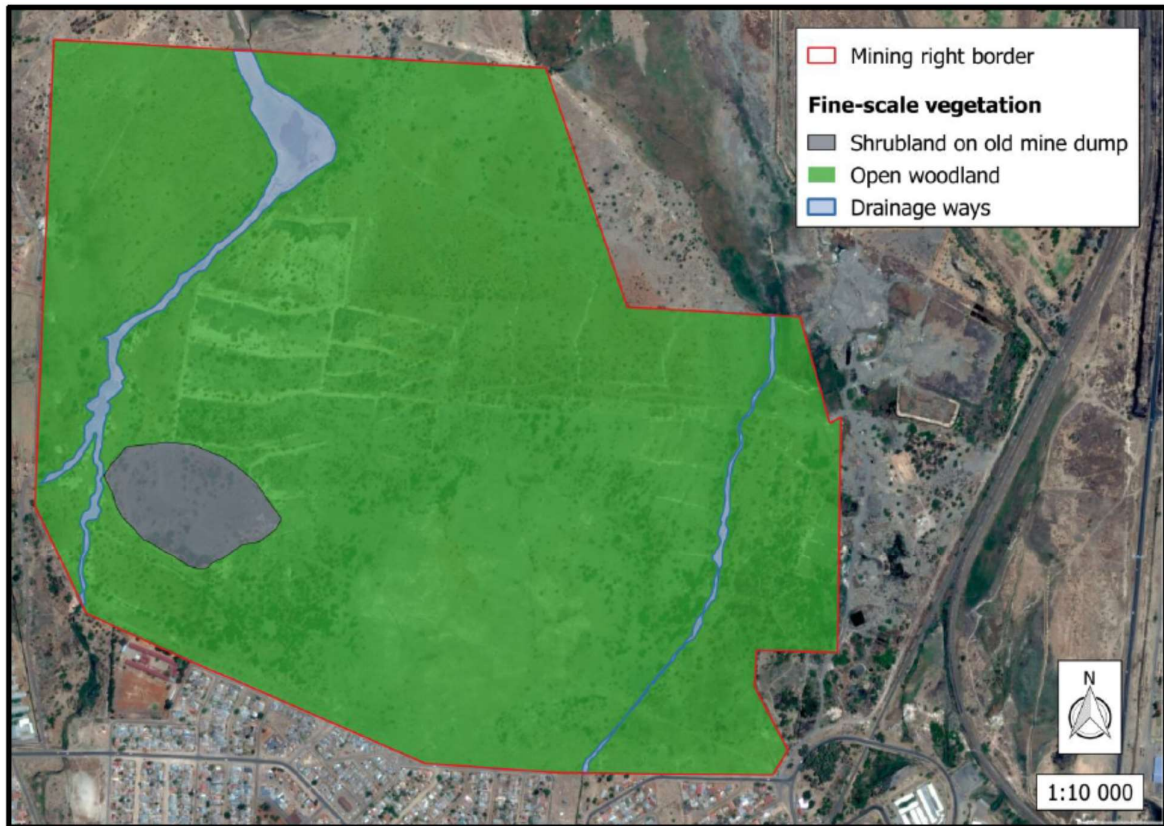 Mining right border
Fine-scale vegetation
Shrubland on old mine dump
Open woodland
Drainage ways
N
1:10 000